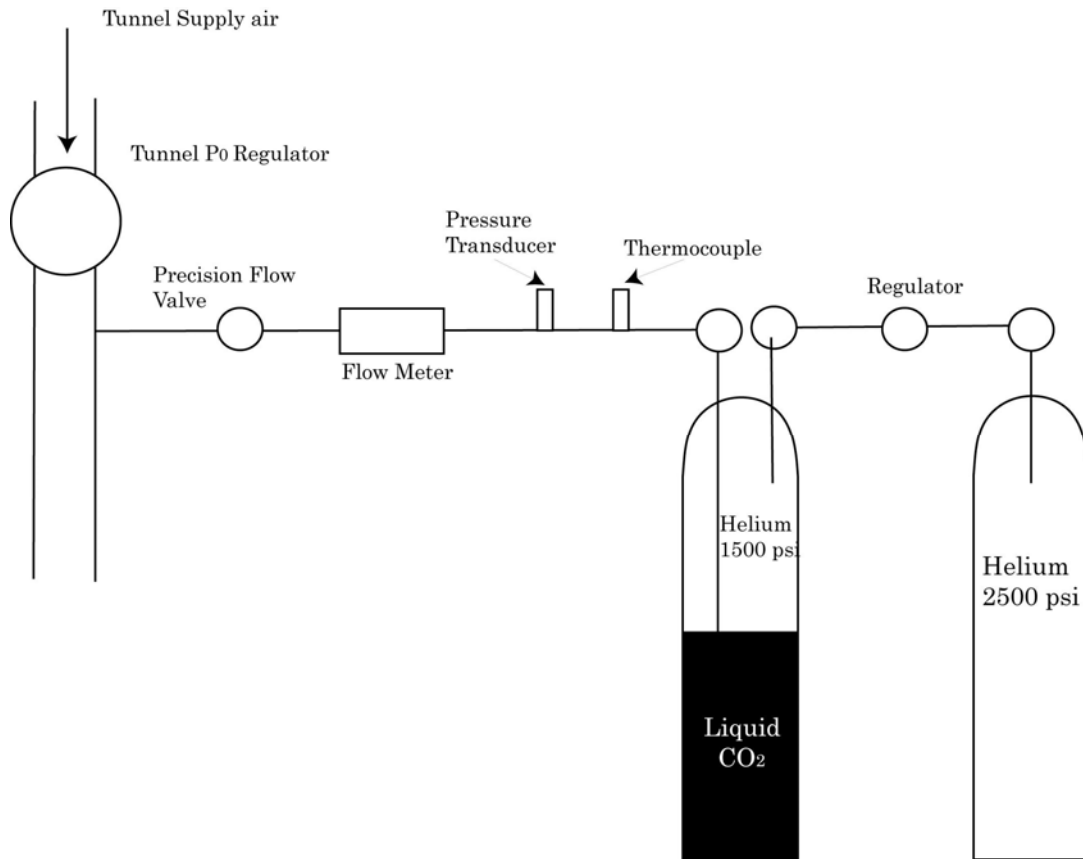 Tunnel Supply air
Tunnel P0 Regulator
Pressure
Transducer
Thermocouple
Precision Flow
Valve
Regulator
Flow Meter
Helium
1500 psi
Helium
2500 psi
Liquid
CO2